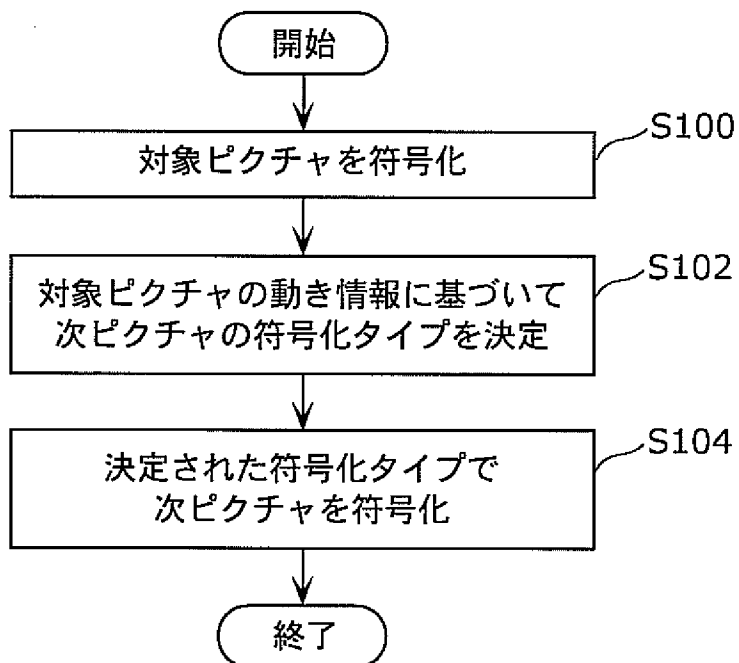 開始
対象ピクチャを符号化
S100
対象ピクチャの動き情報に基づいて
次ピクチャの符号化タイプを決定
S102
決定された符号化タイプで
次ピクチャを符号化
S104
終了